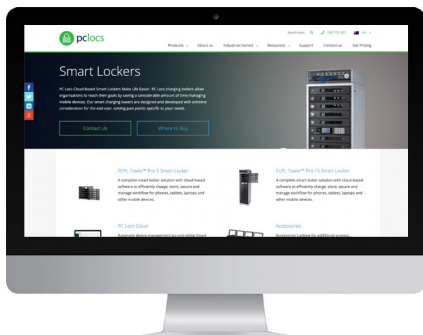 pclocs
Products
About us
Industries Served
Resources
Support
Contact us
Get Pricing
Smart Lockers
PC Locs Cloud-Based Smart Lockers Make Life Easier. PC Locs charging lockers allow
organisations to reach their goals by saving a considerable amount of time managing
mobile devices. Our smart charging towers are designed and developed with extreme
consideration for the end user, solving pain points specific to your needs.
Contact Us
Where to Buy
FUYL Tower™ Pro 5 Smart Locker
A complete smart locker solution with cloud-based
software to efficiently charge, store, secure and
manage workflow for phones, tablets, laptops and
other mobile devices.
FUYL Tower™ Pro 15 Smart Locker
A complete smart locker solution with cloud-based
software to efficiently charge, store, secure and
manage workflow for phones, tablets, laptops and
other mobile devices.
PC Locs Cloud
Automate device management by controlling Smart
Accessories